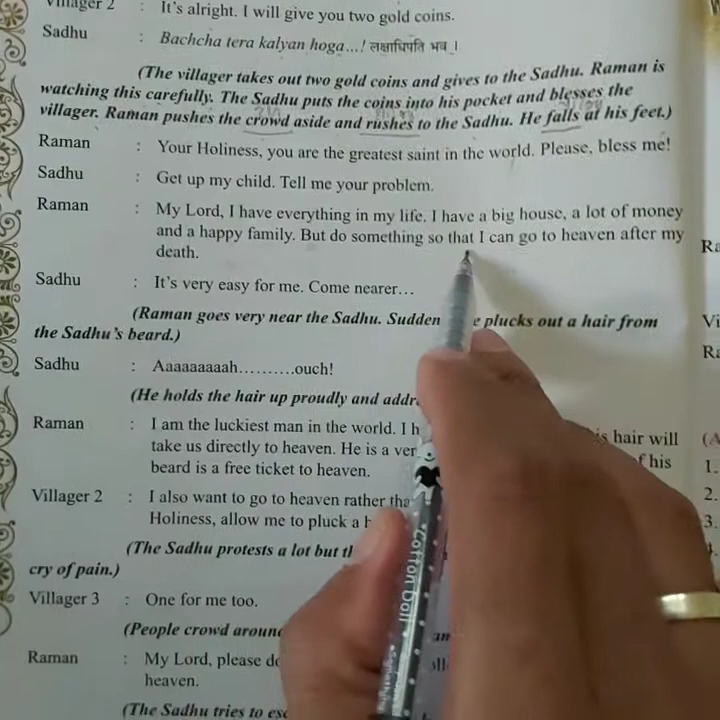 Villager 2 : It's alright. I will give you two gold coins.
Sadhu : Bachcha tera kalyan hoga...! लक्षाधिपति भव ।
(The villager takes out two gold coins and gives to the Sadhu. Raman is
watching this carefully. The Sadhu puts the coins into his pocket and blesses the
villager. Raman pushes the crowd aside and rushes to the Sadhu. He falls at his feet.)
Raman : Your Holiness, you are the greatest saint in the world. Please, bless me!
Sadhu : Get up my child. Tell me your problem.
Raman : My Lord, I have everything in my life. I have a big house, a lot of money
and a happy family. But do something so that I can go to heaven after my
death.
Sadhu : It's very easy for me. Come nearer...
(Raman goes very near the Sadhu. Sudden plucks out a hair from
the Sadhu's beard.)
Sadhu : Aaaaaaaaah..........ouch!
(He holds the hair up proudly and
Raman : I am the luckiest man in the world. I hair will
take us directly to heaven. He is a his
beard is a free ticket to heaven.
Villager 2 : I also want to go to heaven rather
Holiness, allow me to pluck a
(The Sadhu protests a lot but
cry of pain.)
Villager 3 : One for me too.
(People crowd
Raman : My Lord, please
heaven.
(The Sadhu tries to
Cotton Doll
(A
1.
2.
3.